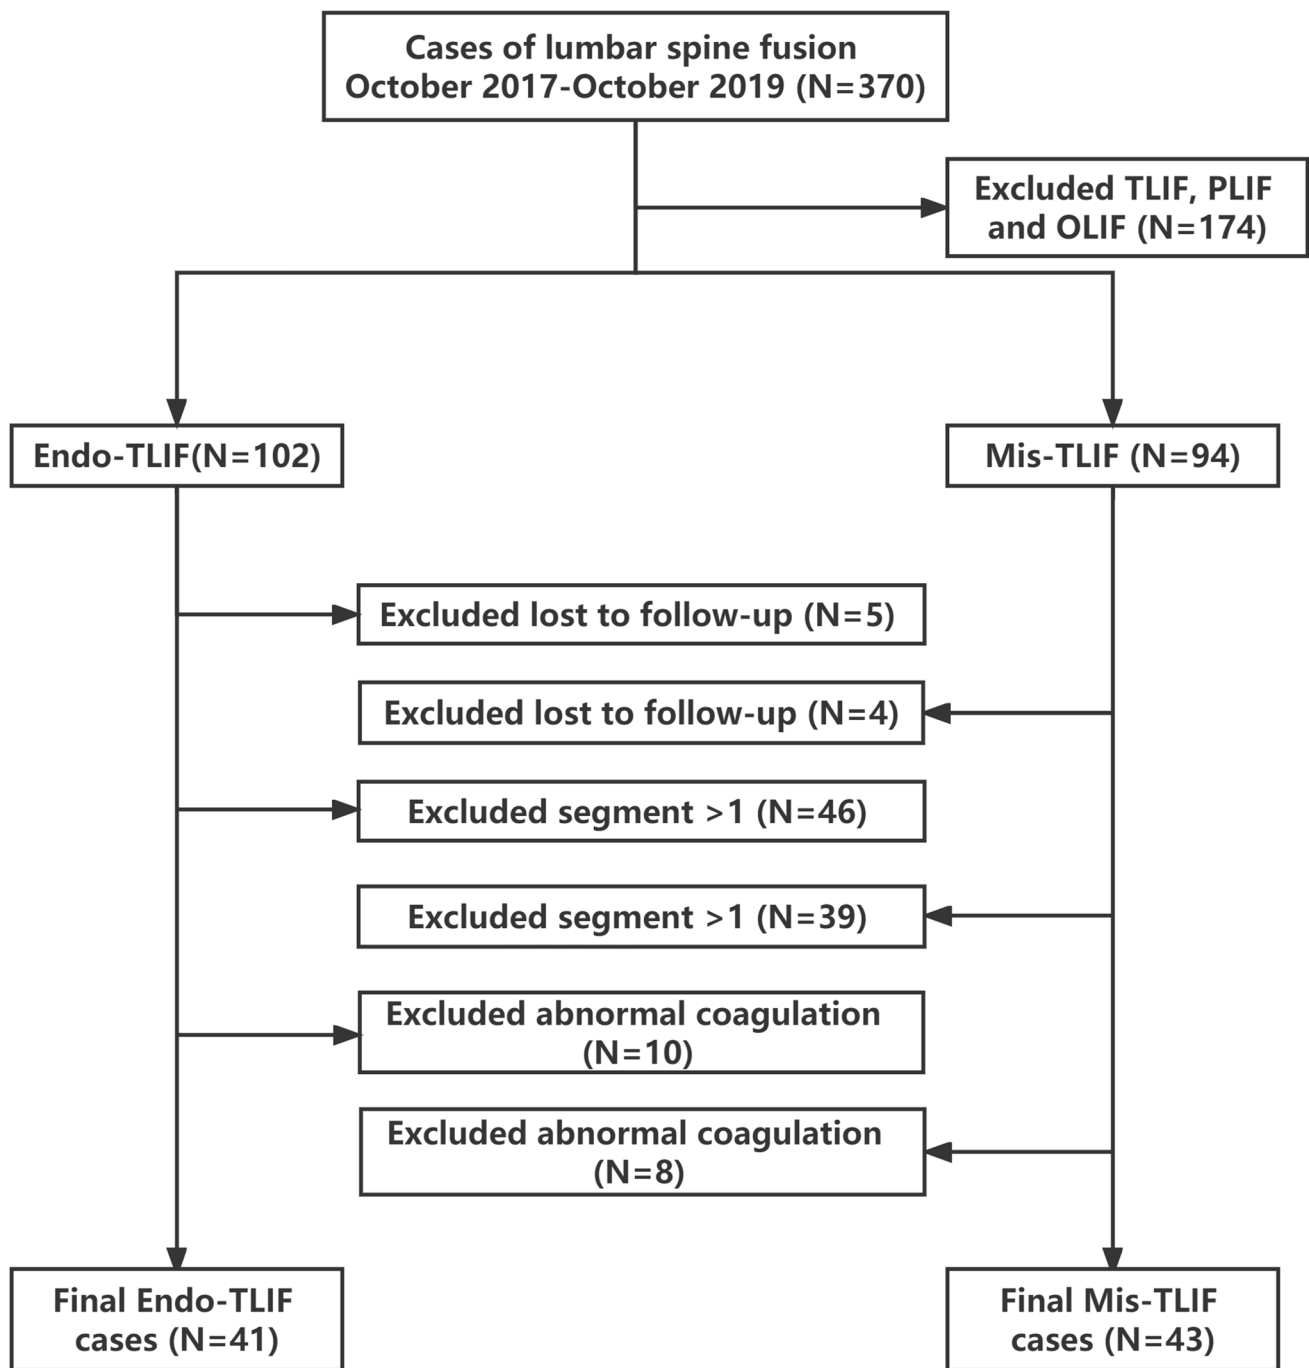 Cases of lumbar spine fusion
October 2017-October 2019 (N=370)
Excluded TLIF, PLIF
and OLIF (N=174)
Endo-TLIF(N=102)
Mis-TLIF (N=94)
Excluded lost to follow-up (N=5)
Excluded lost to follow-up (N=4)
Excluded segment >1 (N=46)
Excluded segment >1 (N=39)
Excluded abnormal coagulation
(N=10)
Excluded abnormal coagulation
(N=8)
Final Endo-TLIF
cases (N=41)
Final Mis-TLIF
cases (N=43)